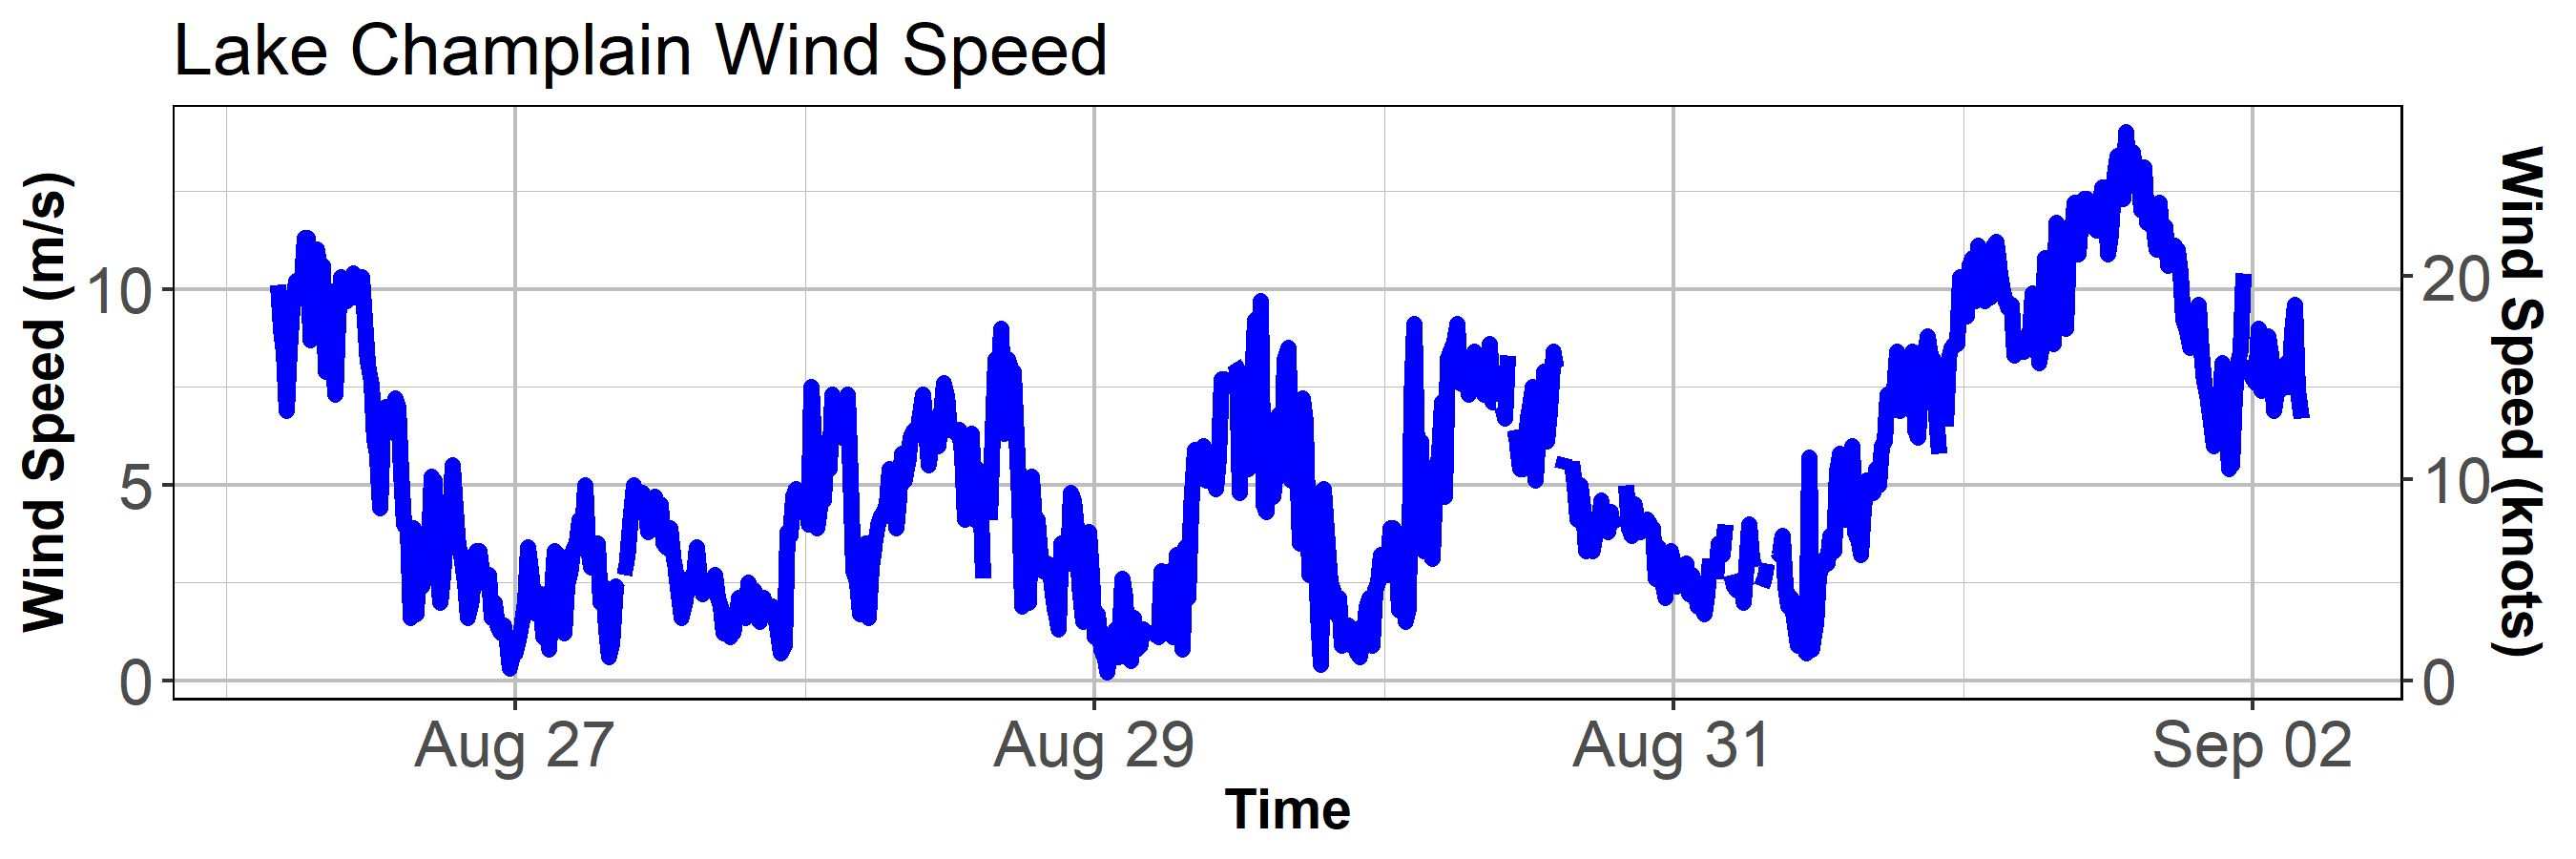 Lake Champlain Wind Speed
Wind Speed (m/s)
10
5
0
20
10
0
Wind Speed (knots)
Aug 27
Aug 29
Aug 31
Sep 02
Time